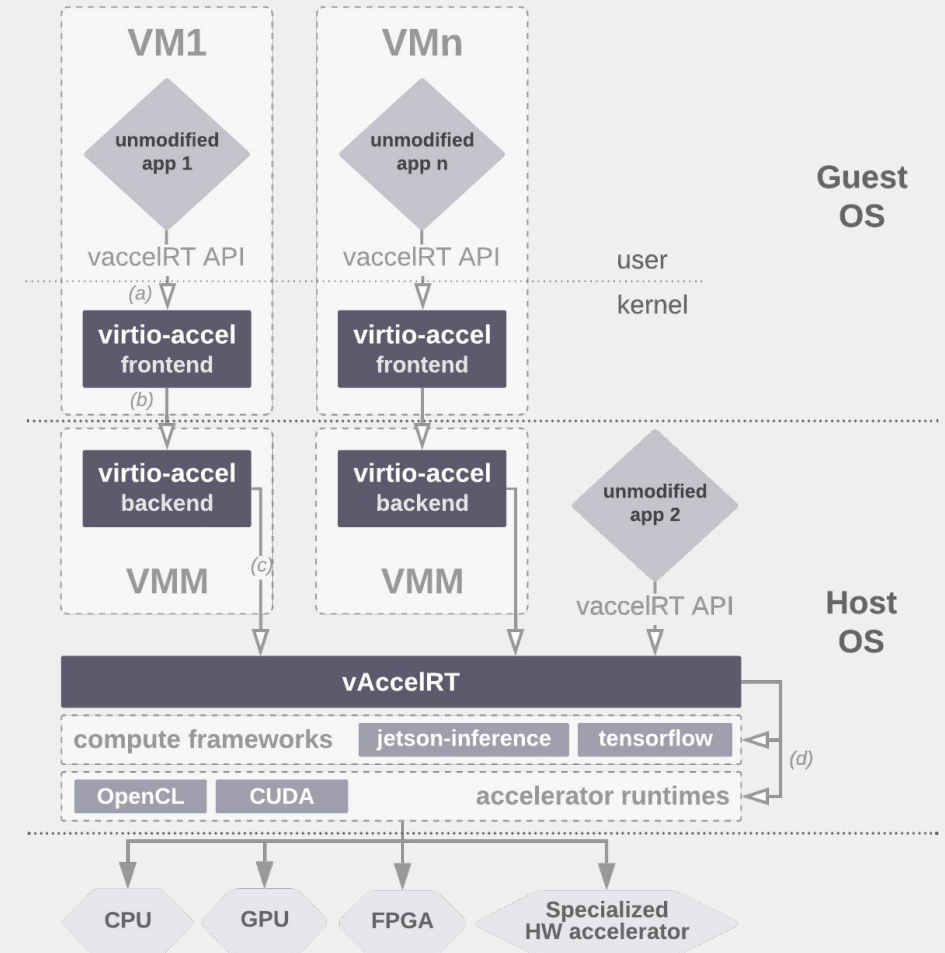 VM1
VMn
unmodified
app 1
unmodified
app n
Guest
OS
vaccelRT API
vaccelRT API
user
(a)
kernel
virtio-accel
frontend
virtio-accel
frontend
(b)
virtio-accel
backend
virtio-accel
backend
unmodified
app 2
(c)
VMM
VMM
vaccelRT API
Host
OS
vAccelRT
compute frameworks
jetson-inference
tensorflow
(d)
OpenCL
CUDA
accelerator runtimes
CPU
GPU
FPGA
Specialized
HW accelerator